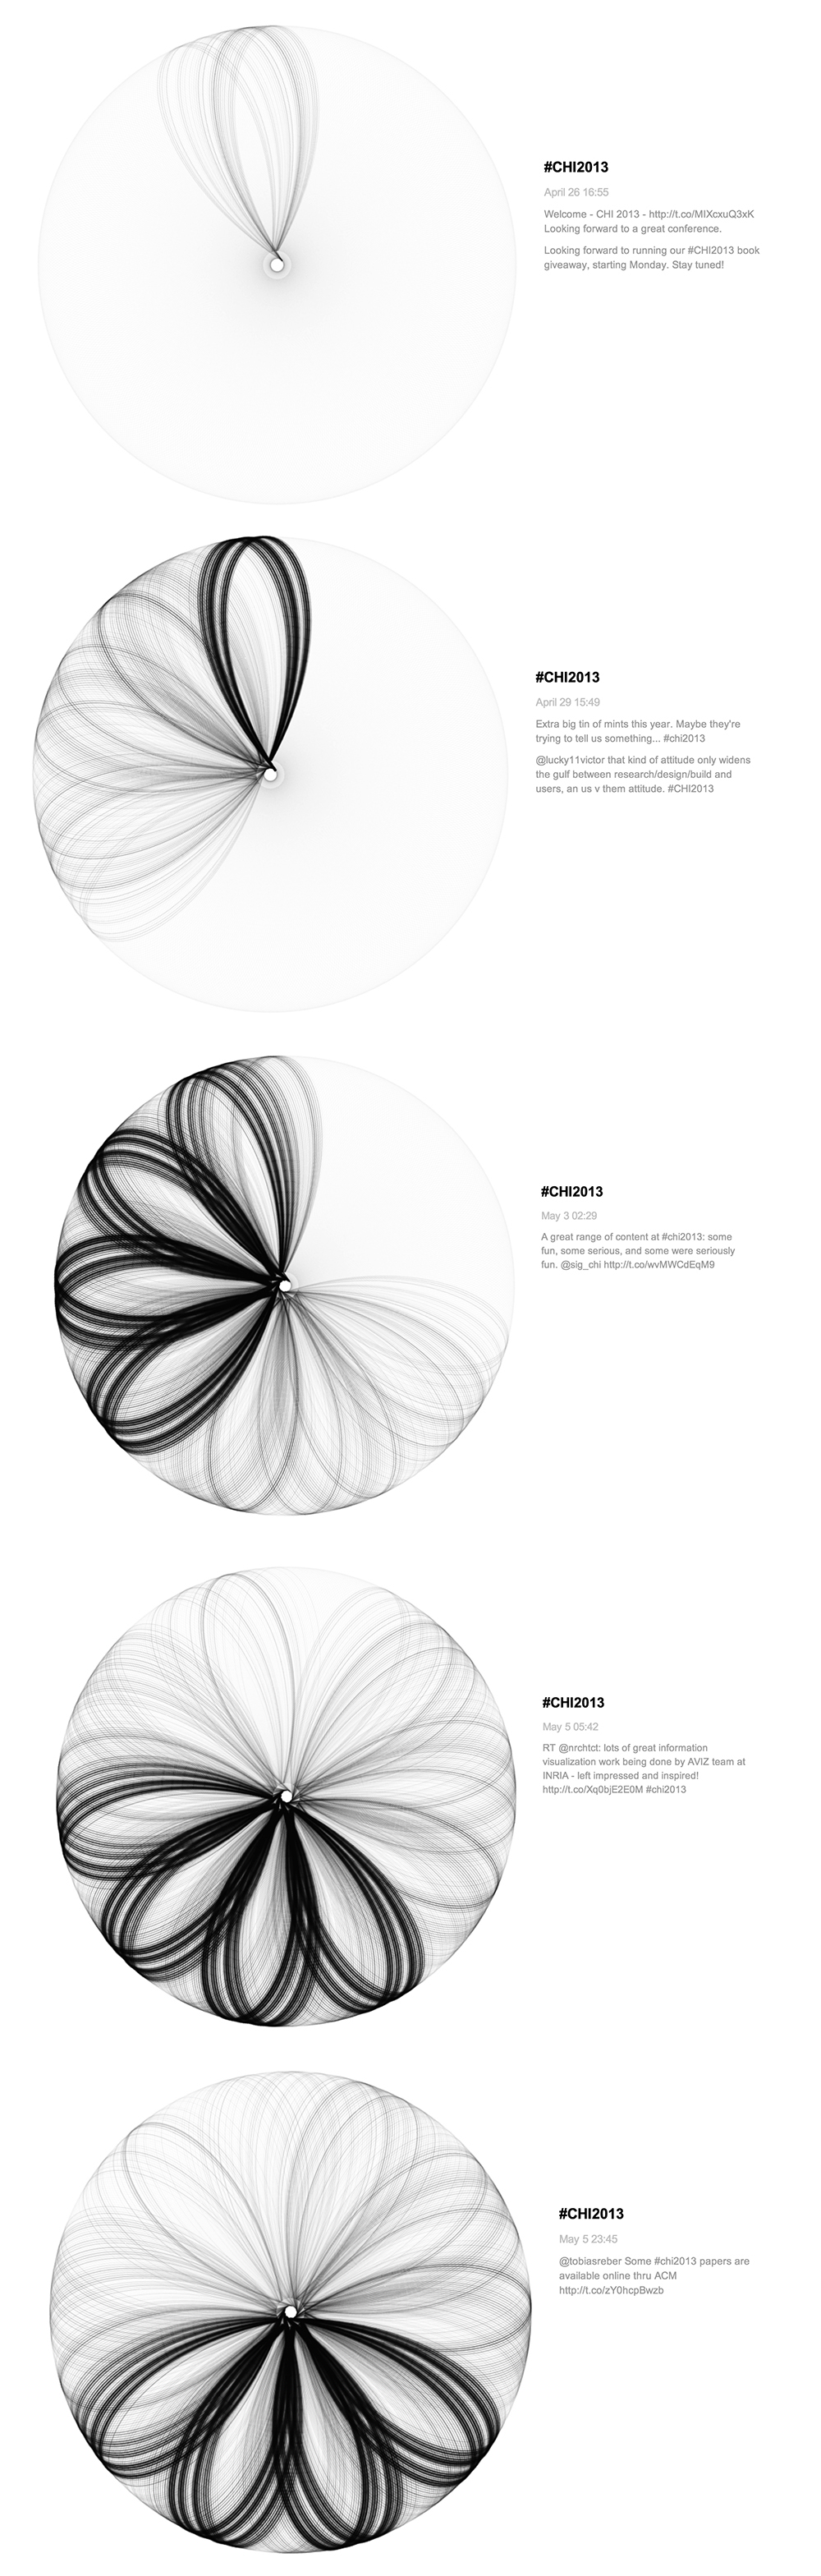 #CHI2013
April 26 16:55
Welcome - CHI 2013 - http://t.co/MIXcxuQ3xK
Looking forward to a great conference.
Looking forward to running our #CHI2013 book
giveaway, starting Monday. Stay tuned!
#CHI2013
April 29 15:49
Extra big tin of mints this year. Maybe they're
trying to tell us something... #chi2013
@lucky11victor that kind of attitude only widens
the gulf between research/design/build and
users, an us v them attitude. #CHI2013
#CHI2013
May 3 02:29
A great range of content at #chi2013: some
fun, some serious, and some were seriously
fun. @sig_chi http://t.co/wvMWCdEqM9
#CHI2013
May 5 05:42
RT @nrchtct: lots of great information
visualization work being done by AVIZ team at
INRIA - left impressed and inspired!
http://t.co/Xq0bjE2E0M #chi2013
#CHI2013
May 5 23:45
@tobiasreber Some #chi2013 papers are
available online thru ACM
http://t.co/zY0hcpBwzb